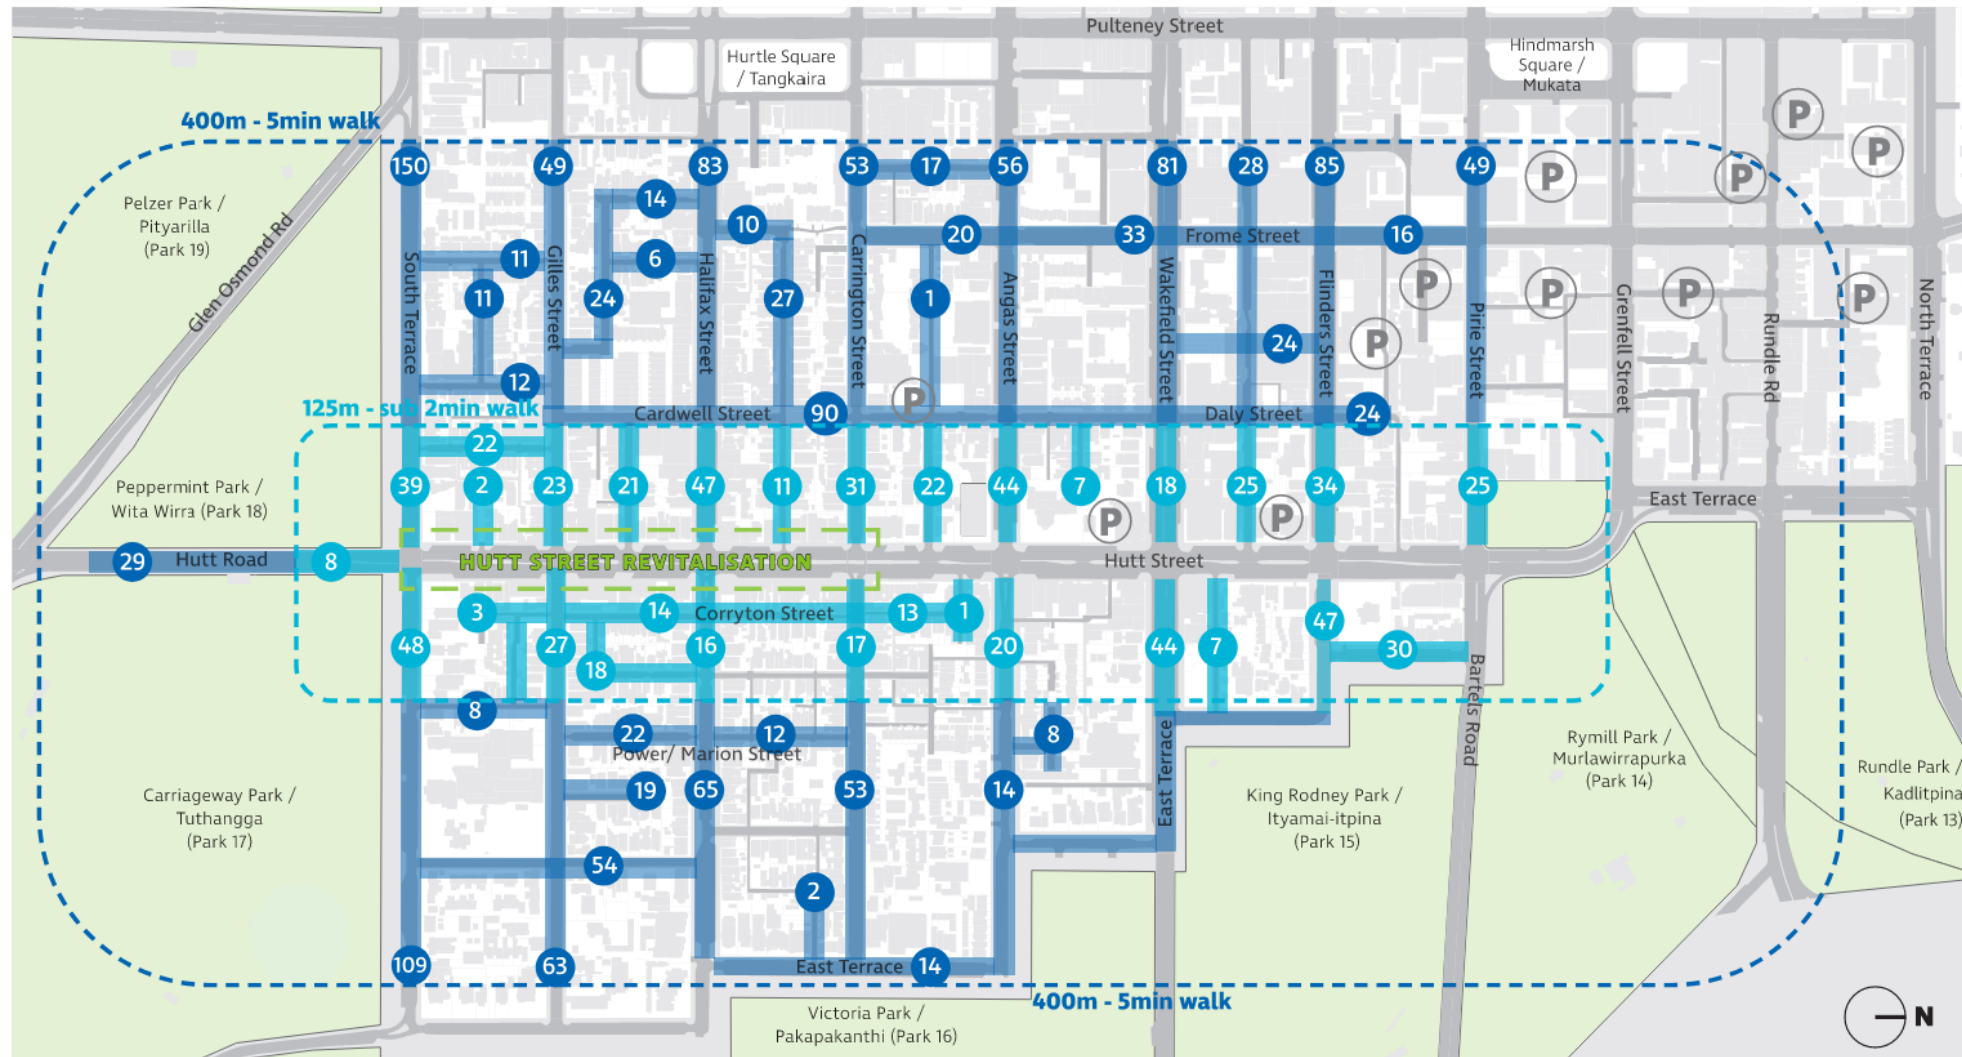 Pulteney Street
Hurtle Square
/ Tangkaira
Hindmarsh
Square /
Mukata
P
P
400m - 5min walk
150
49
83
53
17
56
81
28
85
49
P
P
Pelzer Park /
Pityarilla
(Park 19)
Glen Osmond Rd
14
10
20
33
Frome Street
16
11
6
South Terrace
Gilles Street
Halifax Street
Carrington Street
Angas Street
Wakefield Street
Flinders Street
Pirie Street
Grenfell Street
Rundle Rd
North Terrace
11
24
27
1
P
P
P
P
24
P
12
125m - sub 2min walk
Cardwell Street
90
P
Daly Street
24
22
Peppermint Park /
Wita Wirra (Park 18)
39
2
23
21
47
11
31
22
44
7
18
25
34
25
East Terrace
P
P
29
Hutt Road
8
HUTT STREET REVITALISATION
Hutt Street
3
14
Corryton Street
13
1
48
27
18
16
17
20
44
7
47
30
Bartels Road
8
22
12
8
Power/ Marion Street
East Terrace
Rymill Park /
Murlawirrapurka
(Park 14)
Rundle Park /
Kadlitpina
(Park 13)
Carriageway Park /
Tuthangga
(Park 17)
19
65
53
14
King Rodney Park /
Ityamai-itpina
(Park 15)
54
2
109
63
East Terrace
14
400m - 5min walk
Victoria Park /
Pakapakanthi (Park 16)
N